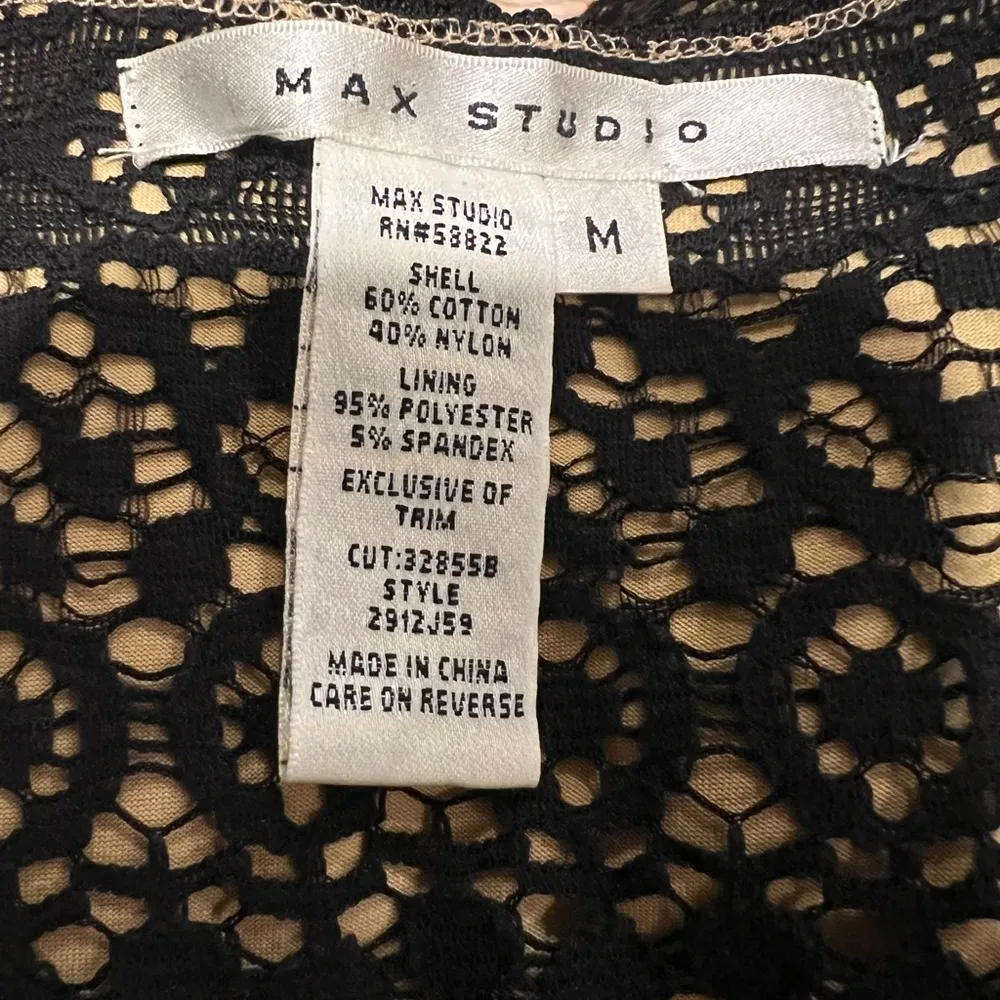 MAX STUDIO
M
MAX STUDIO
RN#58822
SHELL
60% COTTON
40% NYLON
LINING
95% POLYESTER
5% SPANDEX
EXCLUSIVE OF
TRIM
CUT:32855B
STYLE
2912J59
MADE IN CHINA
CARE ON REVERSE